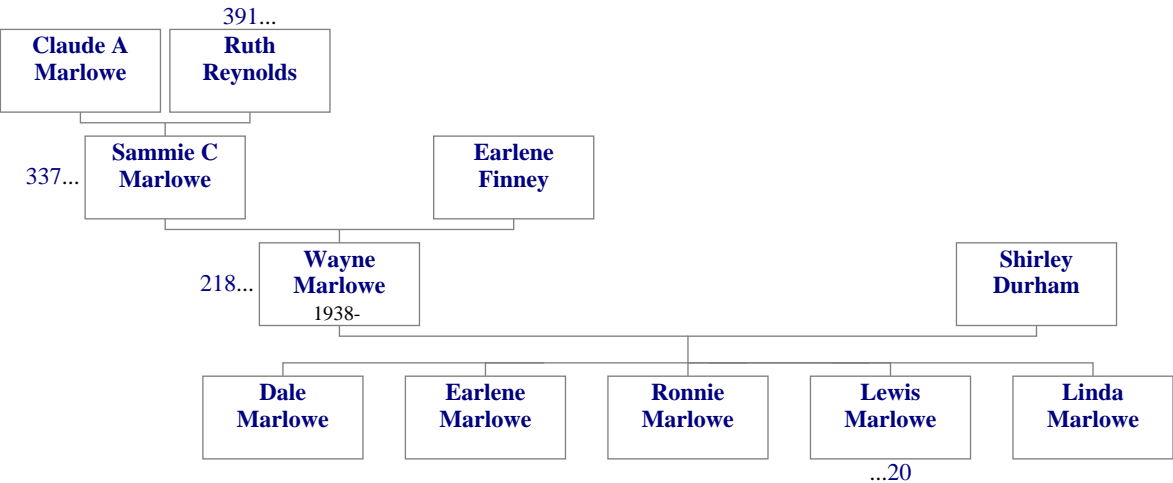 391...
Claude A
Marlowe
Ruth
Reynolds
337...
Sammie C
Marlowe
Earlene
Finney
218...
Wayne
Marlowe
1938-
Shirley
Durham
Dale
Marlowe
Earlene
Marlowe
Ronnie
Marlowe
Lewis
Marlowe
Linda
Marlowe
...20